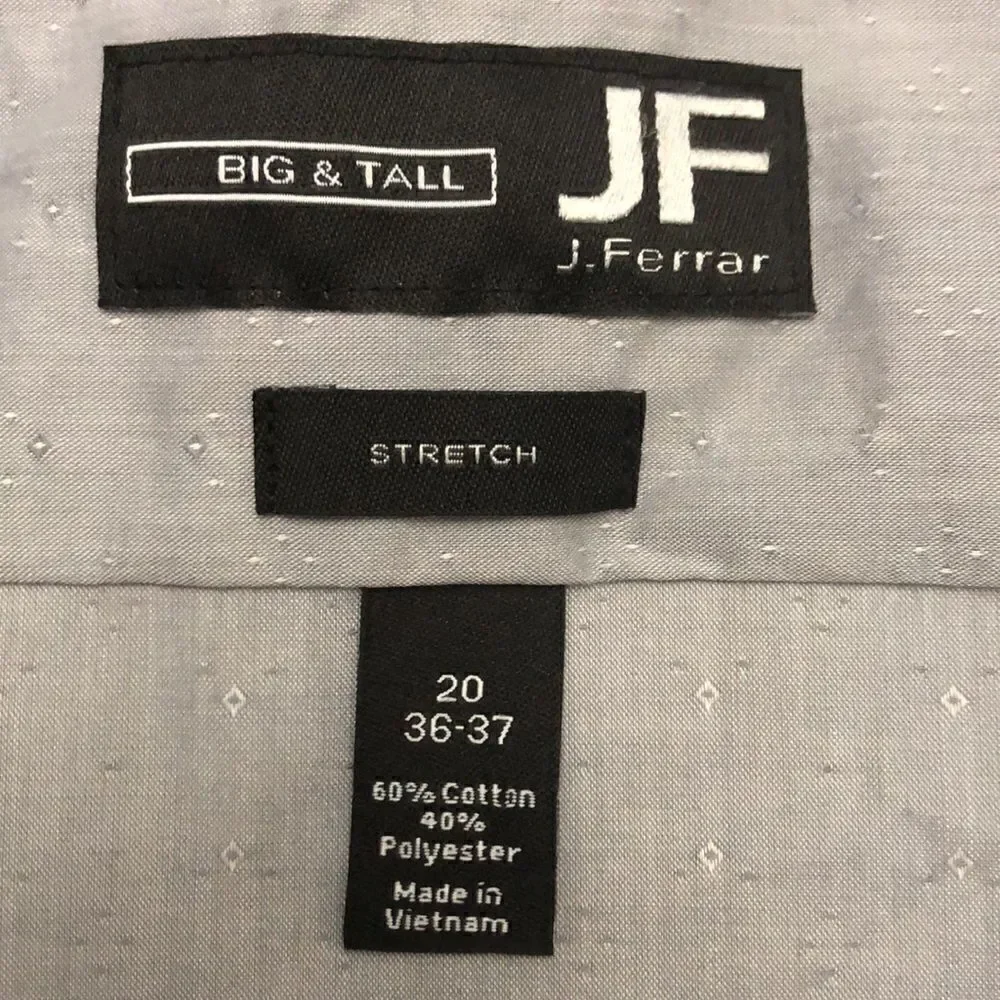 BIG & TALL
JF
J.Ferrar
STRETCH
20
36-37
60% Cotton
40%
Polyester
Made in
Vietnam